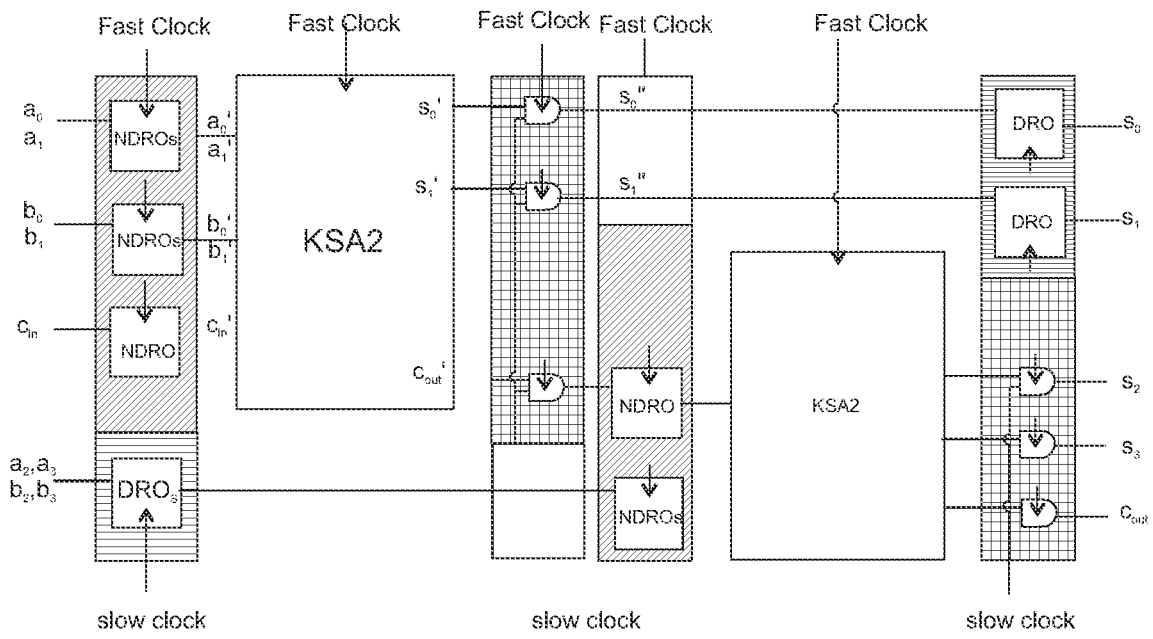 Fast Clock
Fast Clock
Fast Clock
Fast Clock
Fast Clock
a₀
a₁
NDROs
a₀'
a₁'
s₀'
s₀"
DRO
S₀
s₁'
s₁"
DRO
S₁
b₀
b₁
NDROs
b₀'
b₁'
KSA2
cᵢₙ
NDRO
cᵢₙ'
Cₒᵤₜ'
NDRO
KSA2
S₂
S₃
a₂,a₃
b₂,b₃
DROₛ
NDROs
Cₒᵤₜ
slow clock
slow clock
slow clock